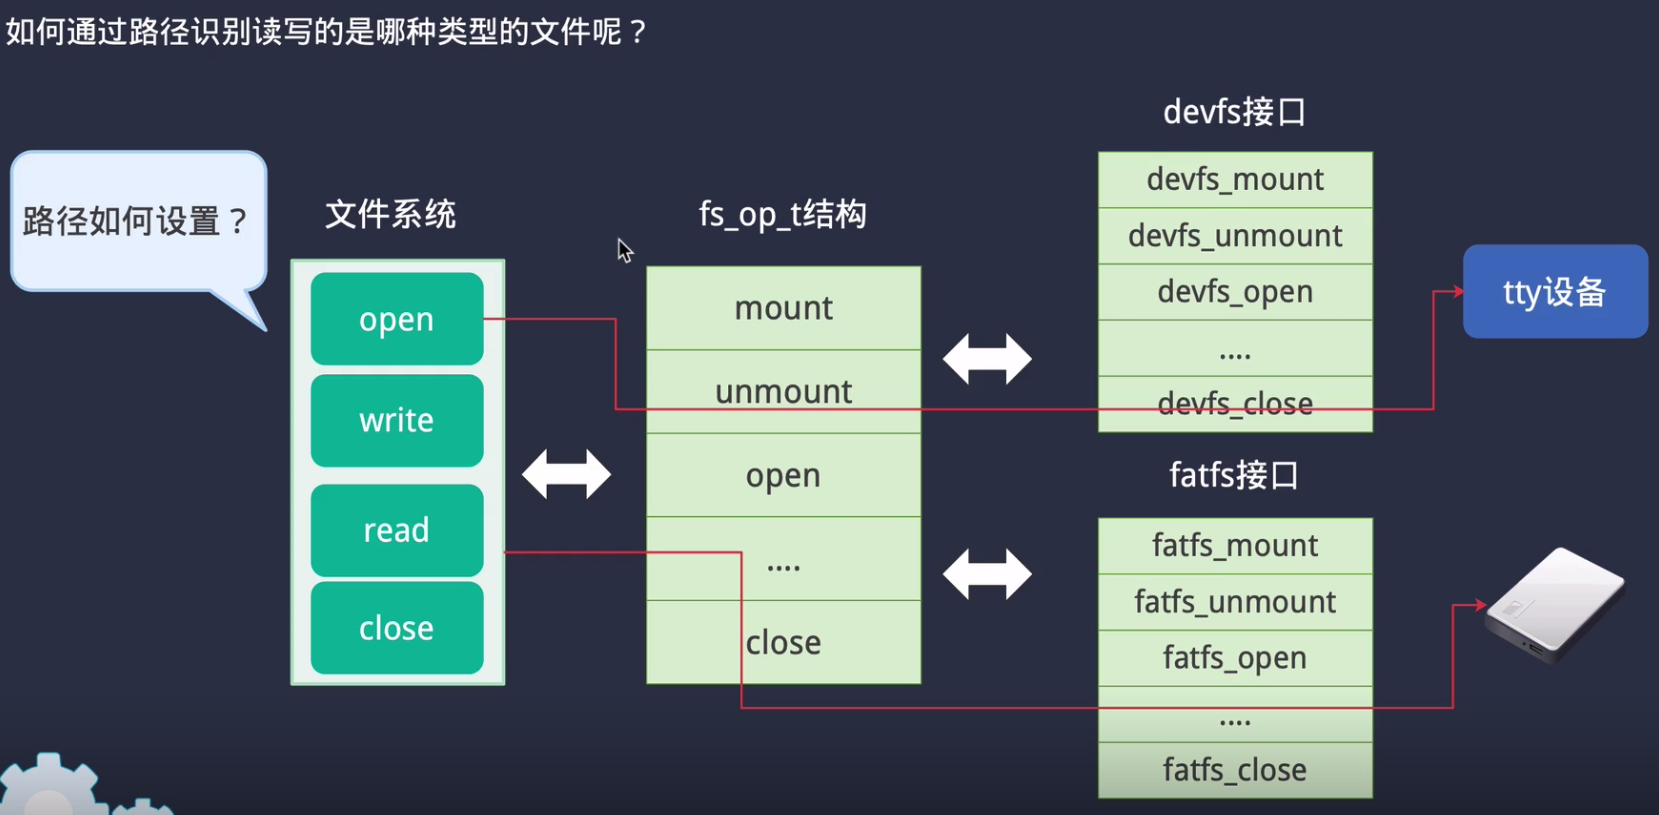 如何通过路径识别读写的是哪种类型的文件呢？
路径如何设置？
文件系统
open
write
read
close
fs_op_t结构
mount
unmount
open
....
close
devfs接口
devfs_mount
devfs_unmount
devfs_open
....
devfs_close
tty设备
fatfs接口
fatfs_mount
fatfs_unmount
fatfs_open
....
fatfs_close